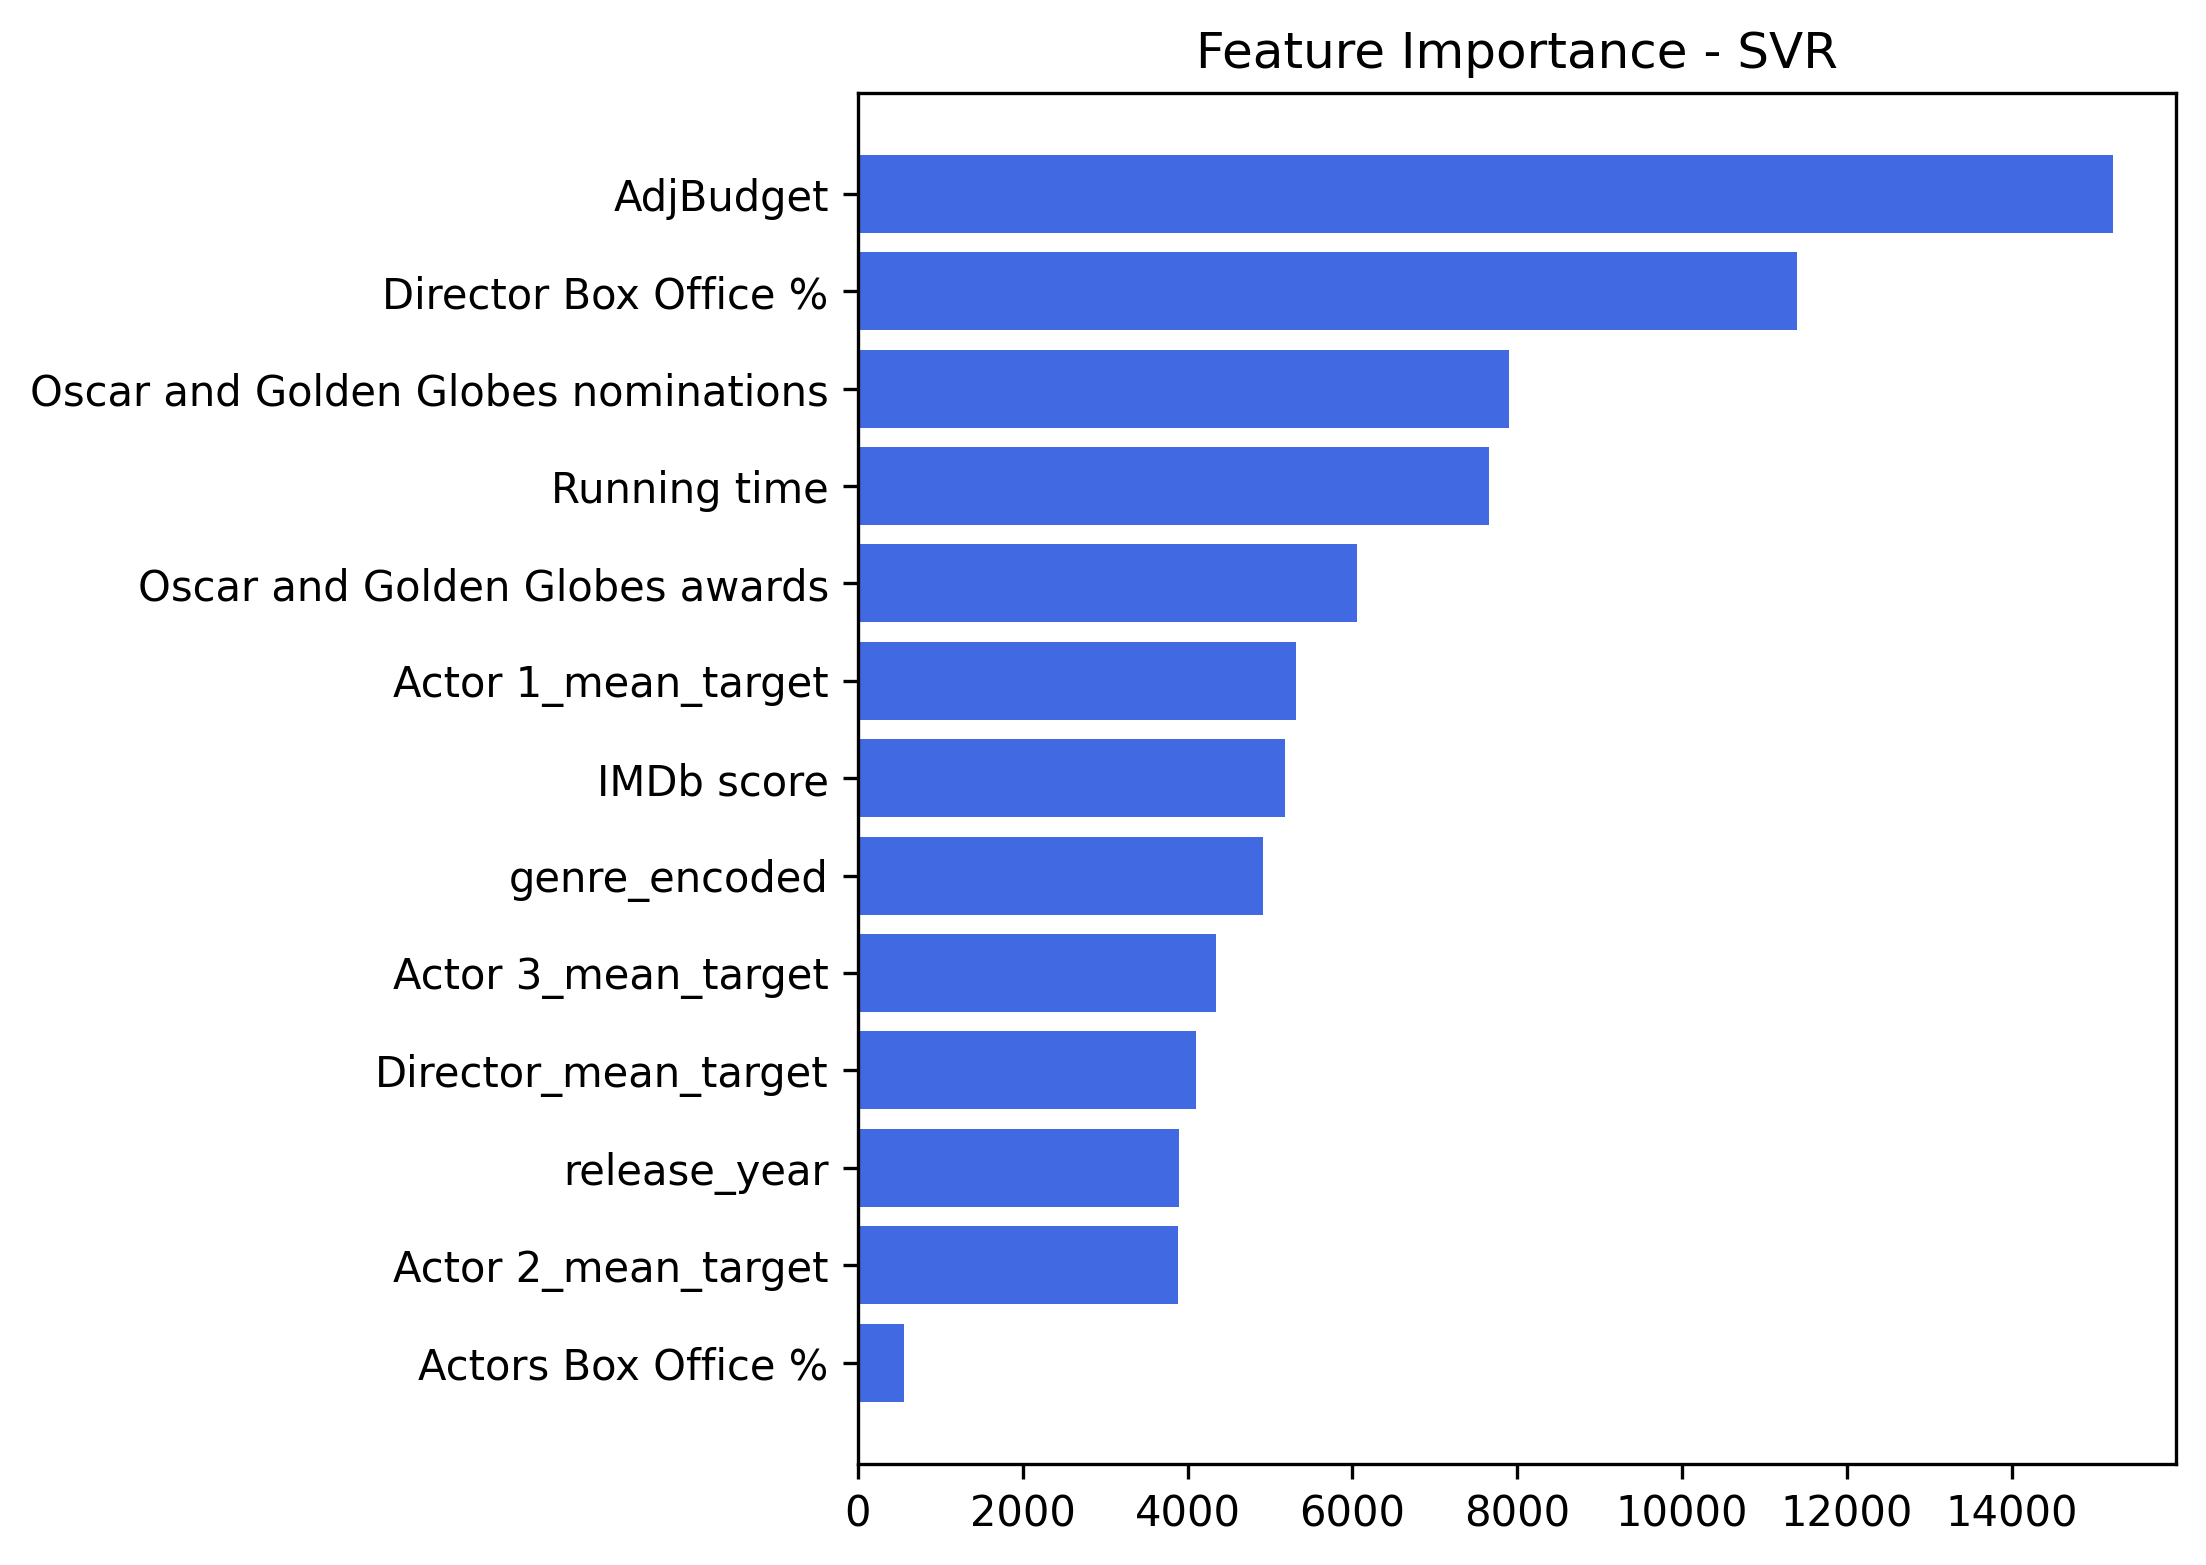 Feature Importance - SVR
AdjBudget
Director Box Office %
Oscar and Golden Globes nominations
Running time
Oscar and Golden Globes awards
Actor 1_mean_target
IMDb score
genre_encoded
Actor 3_mean_target
Director_mean_target
release_year
Actor 2_mean_target
Actors Box Office %
0 2000 4000 6000 8000 10000 12000 14000